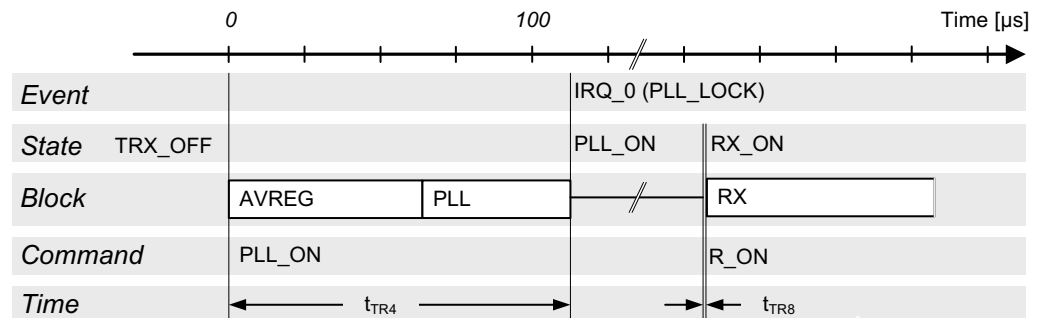 0 100 Time [µs]
Event IRQ_0 (PLL_LOCK)
State TRX_OFF PLL_ON RX_ON
Block AVREG PLL RX
Command PLL_ON R_ON
Time tTR4 tTR8